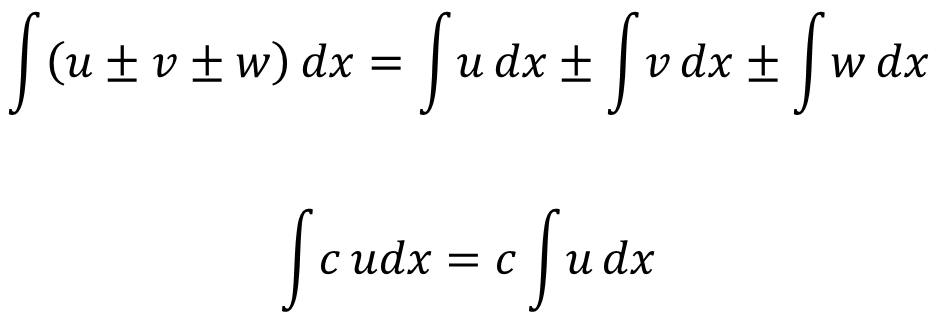 ∫(u ± v ± w) dx = ∫u dx ± ∫v dx ± ∫w dx
∫c udx = c ∫u dx